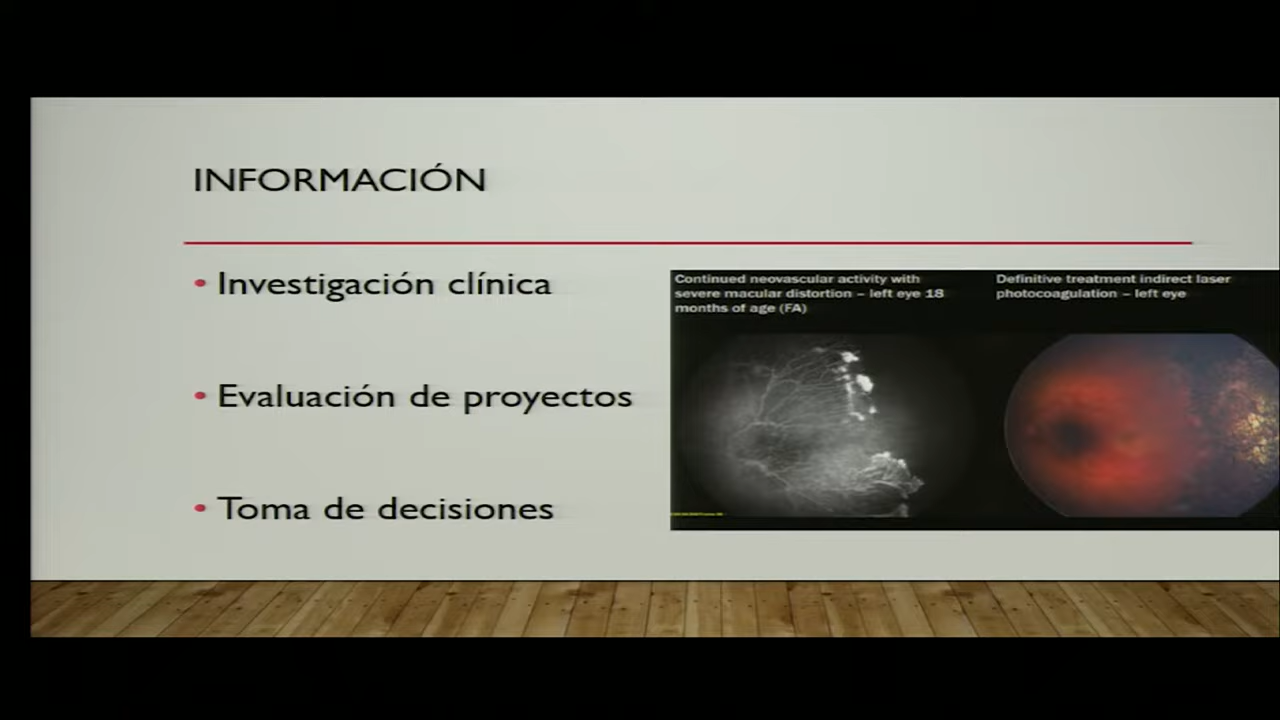 INFORMACIÓN
• Investigación clínica
• Evaluación de proyectos
• Toma de decisiones
Continued neovascular activity with
severe macular distortion – left eye 18
months of age (FA)
Definitive treatment indirect laser
photocoagulation – left eye